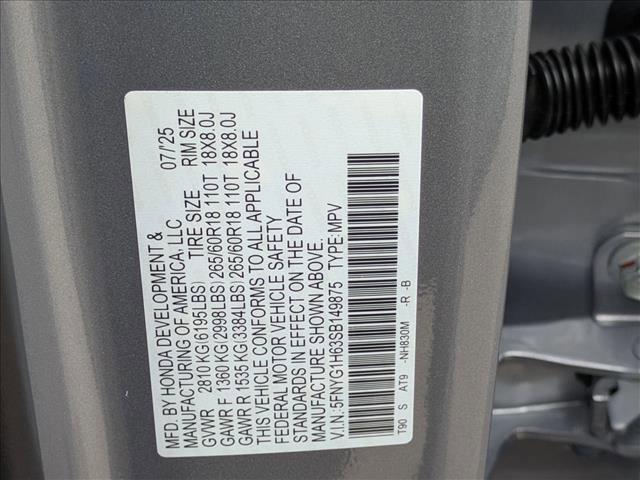 MFD. BY HONDA DEVELOPMENT & 07/'25
MANUFACTURING OF AMERICA, LLC
GVWR 2810 KG(6195LBS) TIRE SIZE RIM SIZE
GAWR F 1360 KG(2998LBS) 265/60R18 110T 18X8.0J
GAWR R 1535 KG(3384LBS) 265/60R18 110T 18X8.0J
THIS VEHICLE CONFORMS TO ALL APPLICABLE
FEDERAL MOTOR VEHICLE SAFETY
STANDARDS IN EFFECT ON THE DATE OF
MANUFACTURE SHOWN ABOVE.
V.I.N.:5FNYG1H63SB149875 TYPE:MPV
T90 S AT9 -NH830M -R -B